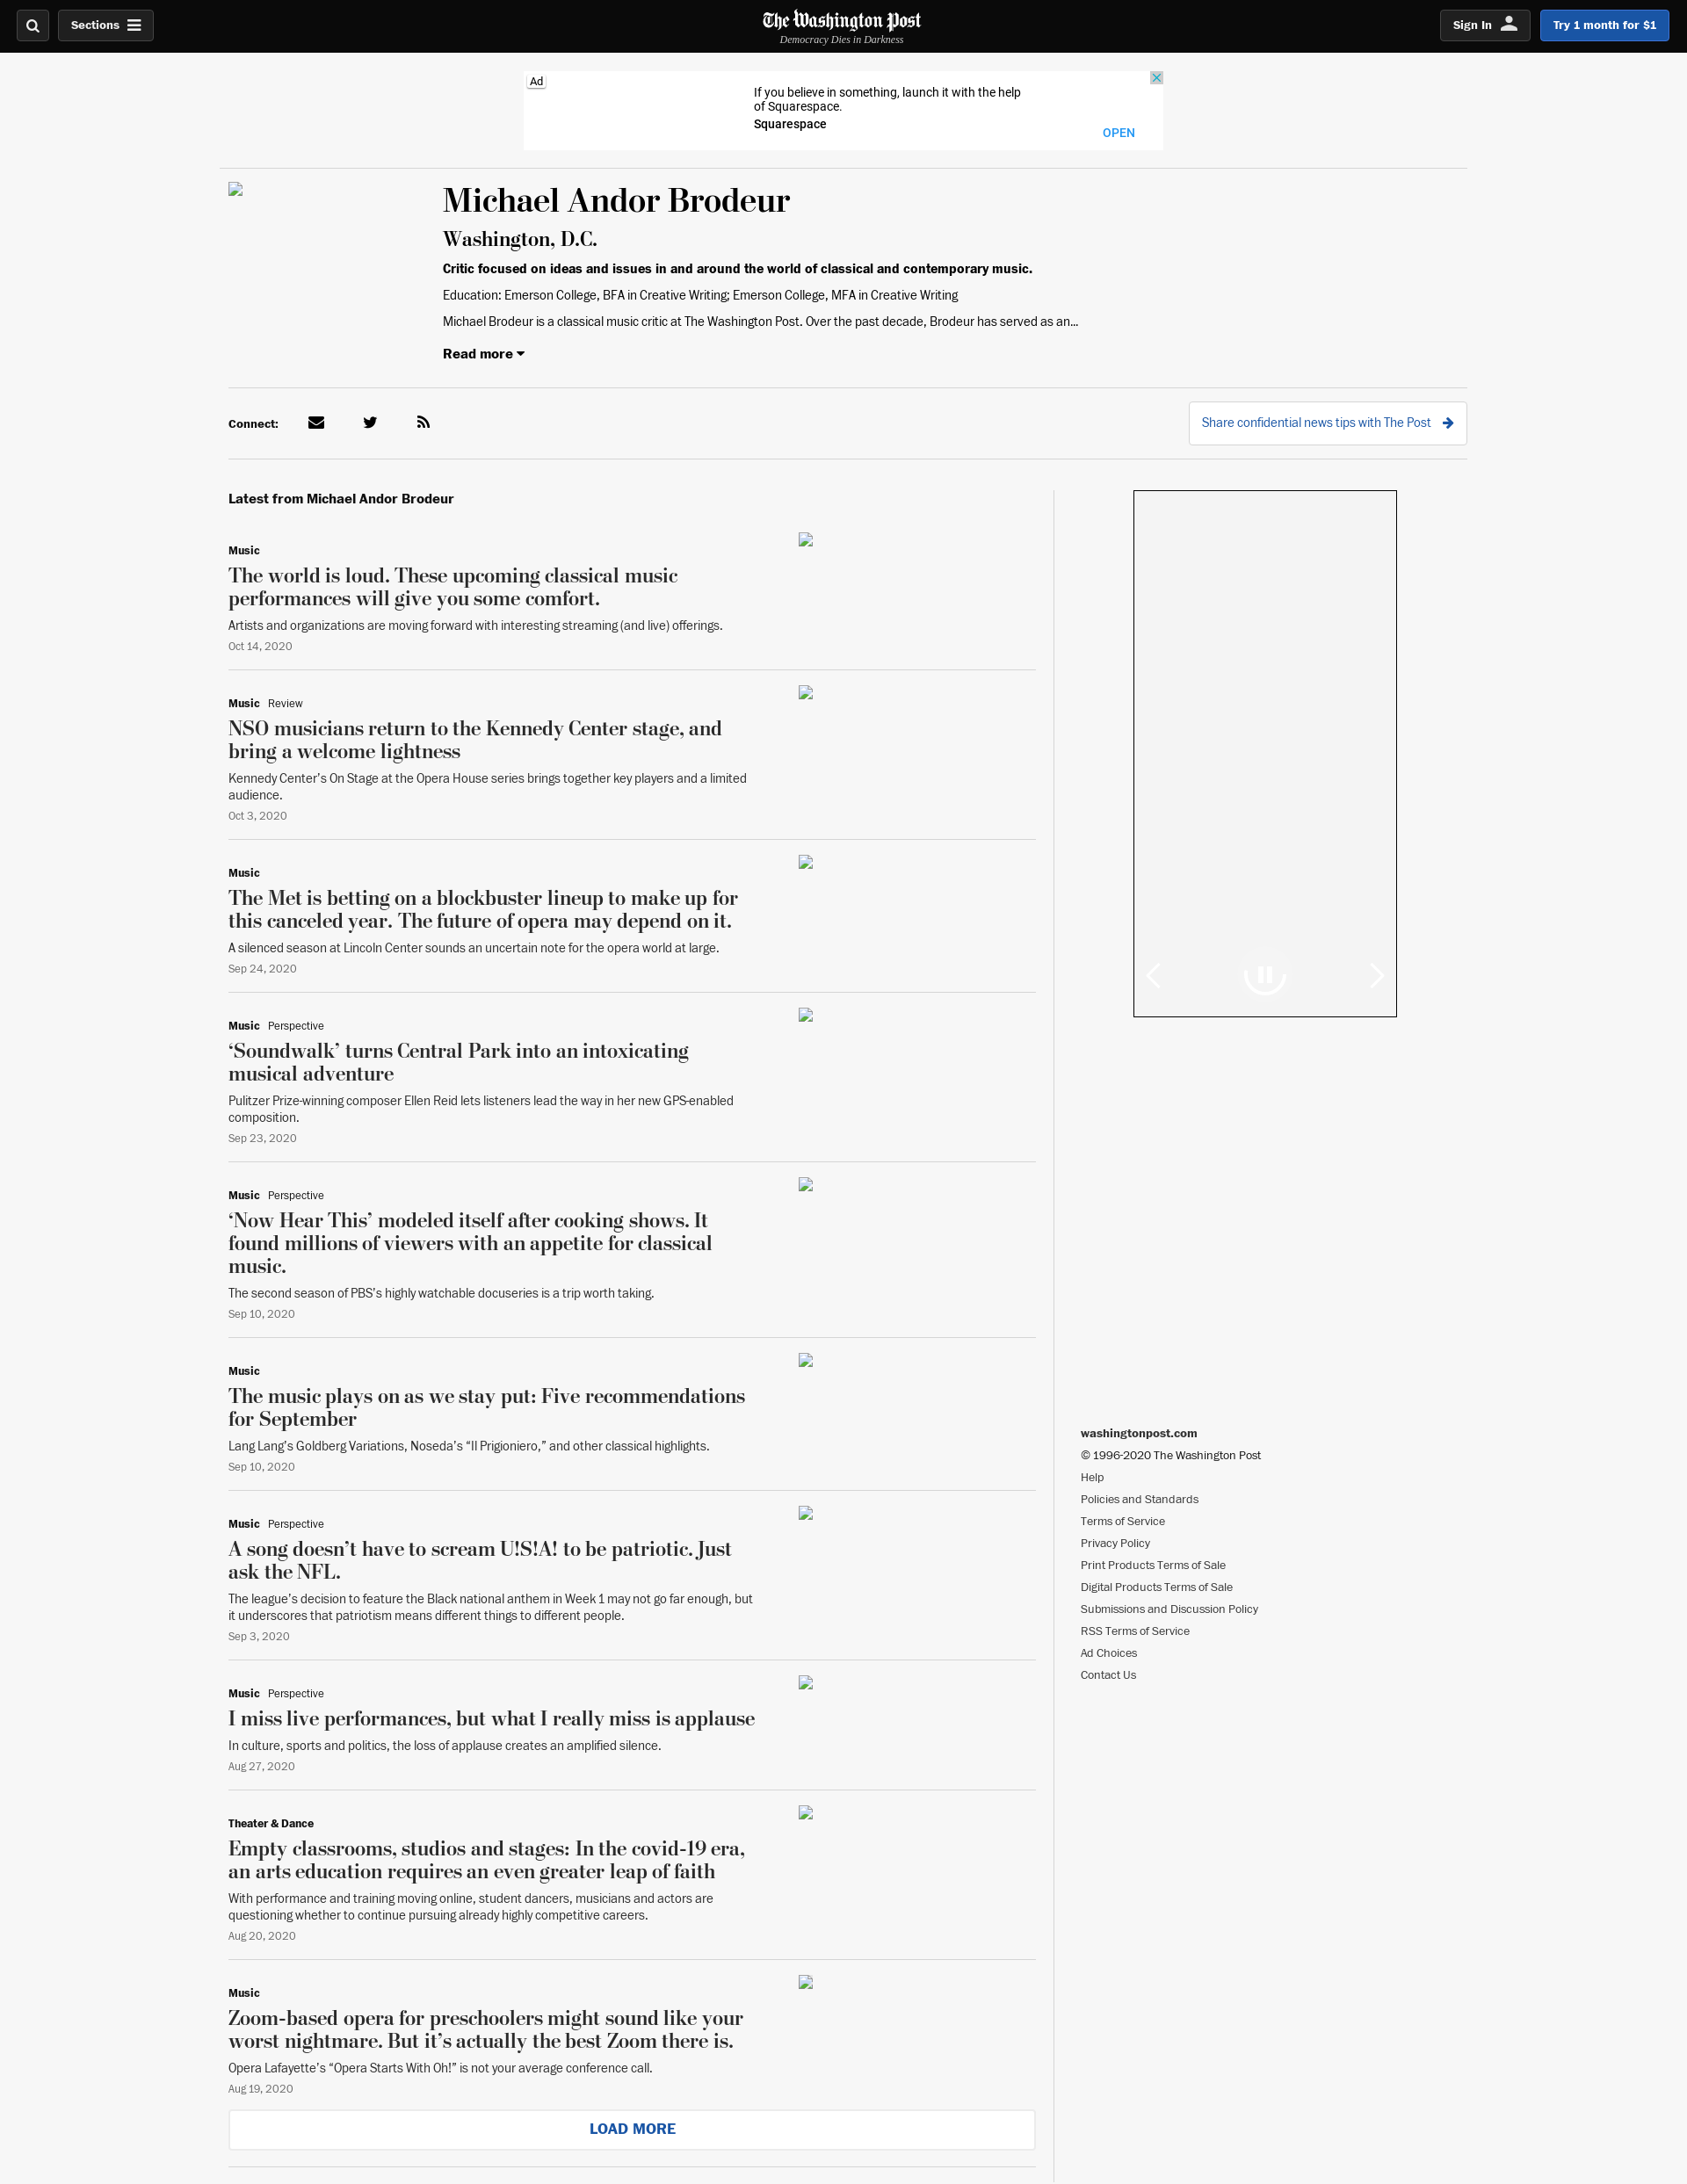 Sections
The Washington Post
Democracy Dies in Darkness
Sign In
Try 1 month for $1
Ad
If you believe in something, launch it with the help
of Squarespace.
Squarespace
OPEN
Michael Andor Brodeur
Washington, D.C.
Critic focused on ideas and issues in and around the world of classical and contemporary music.
Education: Emerson College, BFA in Creative Writing; Emerson College, MFA in Creative Writing
Michael Brodeur is a classical music critic at The Washington Post. Over the past decade, Brodeur has served as an...
Read more
Connect:
Share confidential news tips with The Post
Latest from Michael Andor Brodeur
Music
The world is loud. These upcoming classical music
performances will give you some comfort.
Artists and organizations are moving forward with interesting streaming (and live) offerings.
Oct 14, 2020
Music Review
NSO musicians return to the Kennedy Center stage, and
bring a welcome lightness
Kennedy Center’s On Stage at the Opera House series brings together key players and a limited
audience.
Oct 3, 2020
Music
The Met is betting on a blockbuster lineup to make up for
this canceled year. The future of opera may depend on it.
A silenced season at Lincoln Center sounds an uncertain note for the opera world at large.
Sep 24, 2020
Music Perspective
‘Soundwalk’ turns Central Park into an intoxicating
musical adventure
Pulitzer Prize-winning composer Ellen Reid lets listeners lead the way in her new GPS-enabled
composition.
Sep 23, 2020
Music Perspective
‘Now Hear This’ modeled itself after cooking shows. It
found millions of viewers with an appetite for classical
music.
The second season of PBS’s highly watchable docuseries is a trip worth taking.
Sep 10, 2020
Music
The music plays on as we stay put: Five recommendations
for September
Lang Lang’s Goldberg Variations, Noseda’s “Il Prigioniero,” and other classical highlights.
Sep 10, 2020
Music Perspective
A song doesn’t have to scream U!S!A! to be patriotic. Just
ask the NFL.
The league’s decision to feature the Black national anthem in Week 1 may not go far enough, but
it underscores that patriotism means different things to different people.
Sep 3, 2020
Music Perspective
I miss live performances, but what I really miss is applause
In culture, sports and politics, the loss of applause creates an amplified silence.
Aug 27, 2020
Theater & Dance
Empty classrooms, studios and stages: In the covid-19 era,
an arts education requires an even greater leap of faith
With performance and training moving online, student dancers, musicians and actors are
questioning whether to continue pursuing already highly competitive careers.
Aug 20, 2020
Music
Zoom-based opera for preschoolers might sound like your
worst nightmare. But it’s actually the best Zoom there is.
Opera Lafayette’s “Opera Starts With Oh!” is not your average conference call.
Aug 19, 2020
LOAD MORE
washingtonpost.com
© 1996-2020 The Washington Post
Help
Policies and Standards
Terms of Service
Privacy Policy
Print Products Terms of Sale
Digital Products Terms of Sale
Submissions and Discussion Policy
RSS Terms of Service
Ad Choices
Contact Us